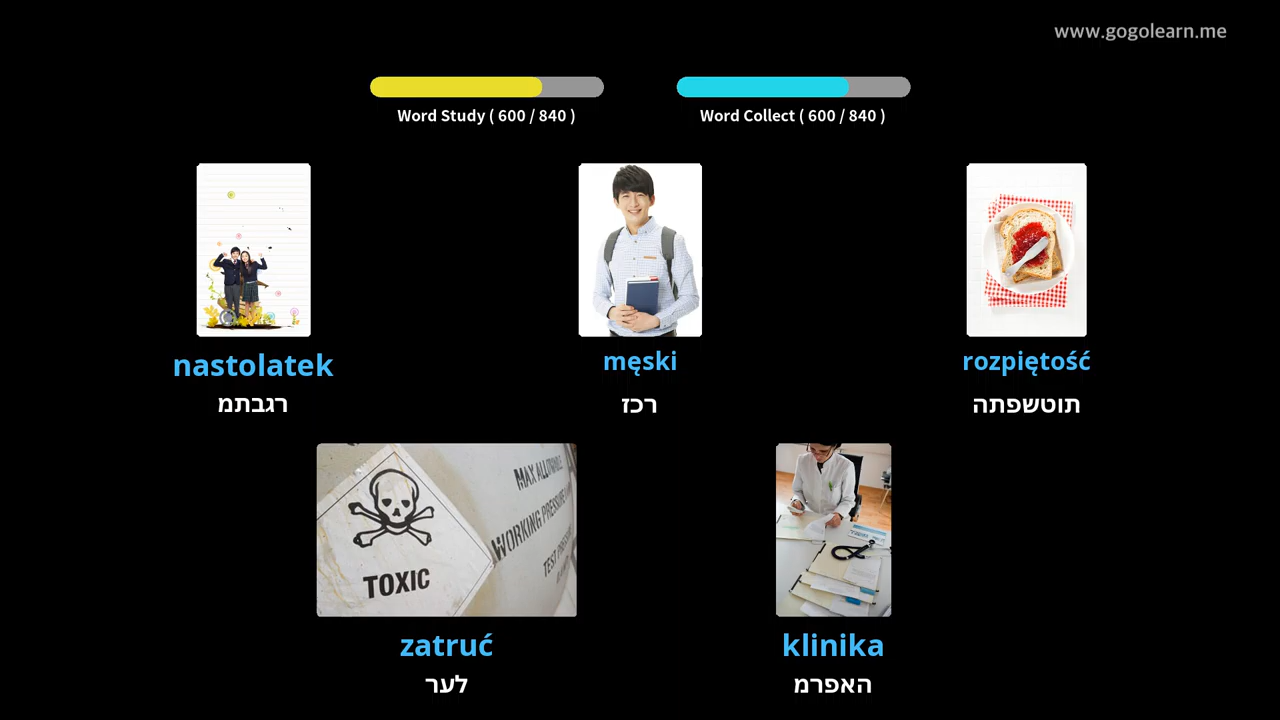 www.gogolearn.me
Word Study ( 600 / 840 )
Word Collect ( 600 / 840 )
nastolatek
רגבתמ
męski
רכז
rozpiętość
תוטשפתה
MAX ALLOWABLE
WORKING PRESSURE
TEST
TOXIC
zatruć
לער
klinika
האפרמ